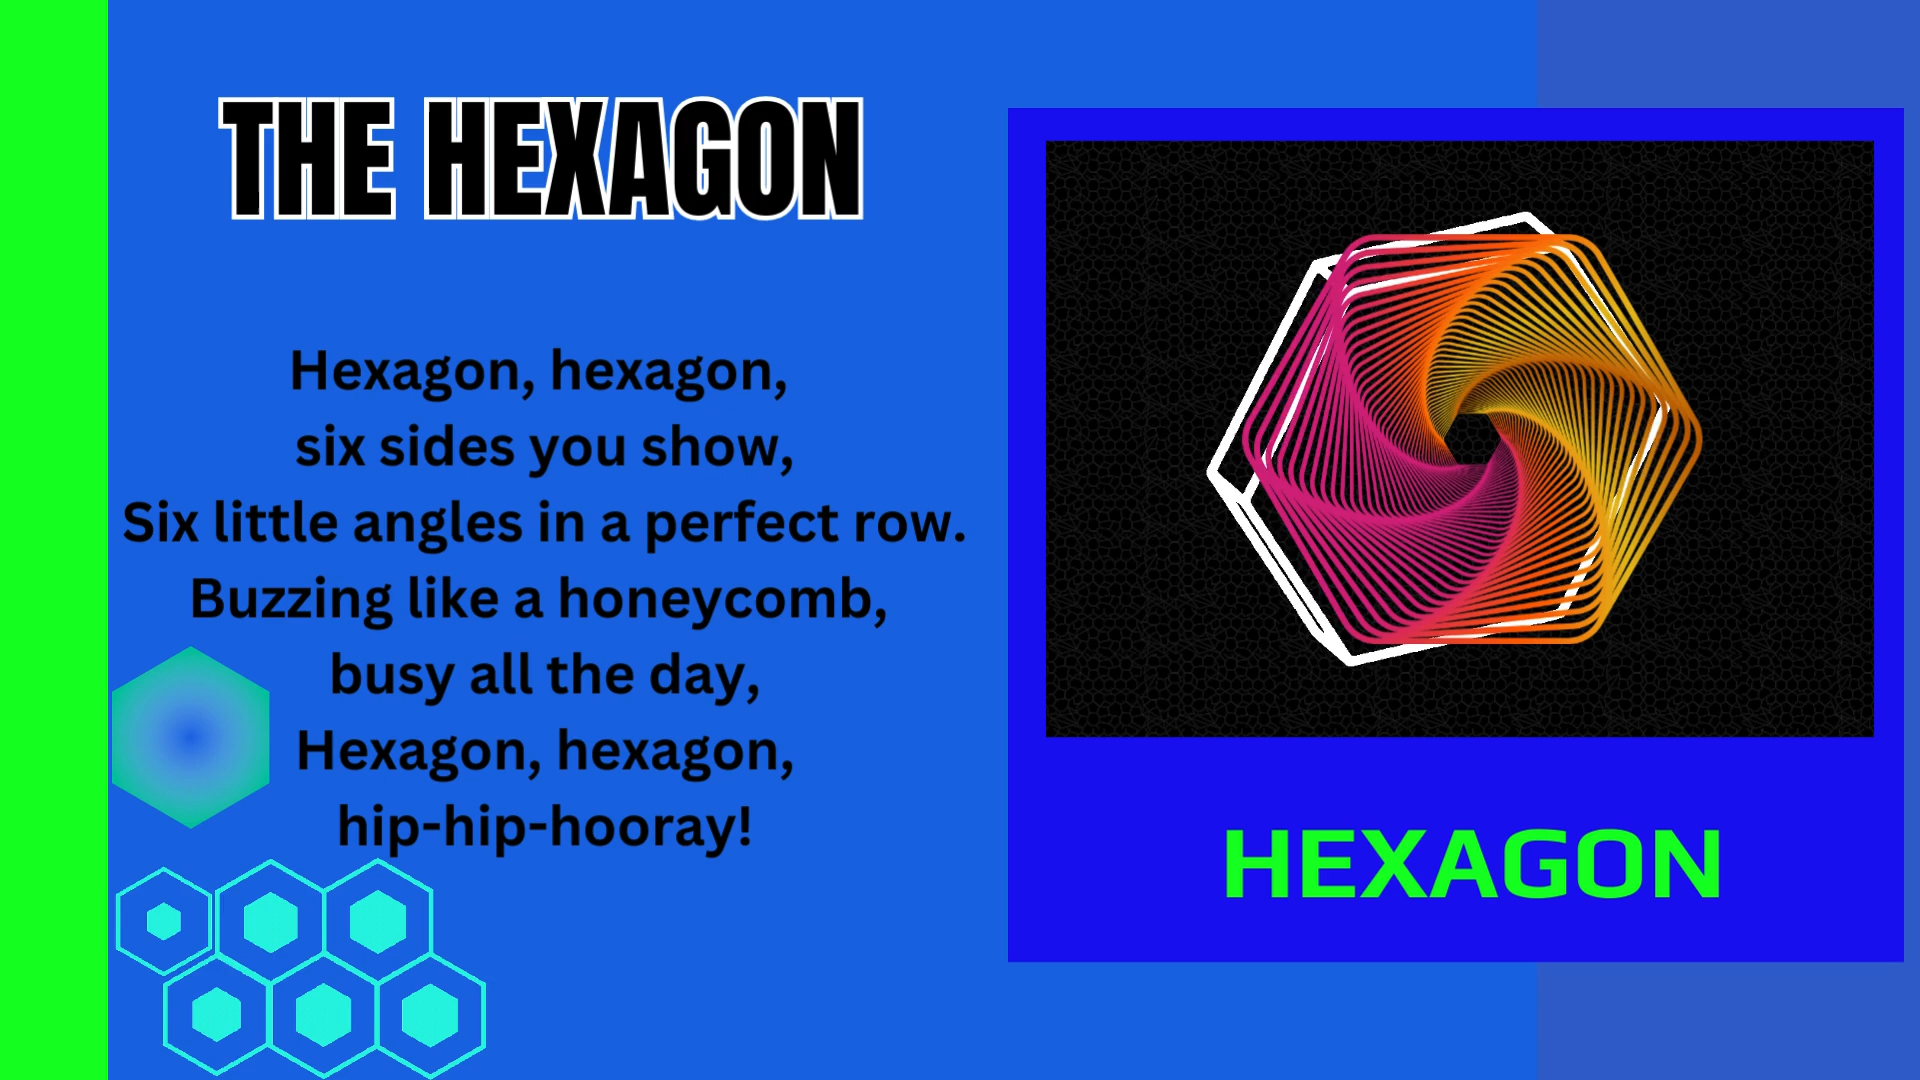 THE HEXAGON
Hexagon, hexagon,
six sides you show,
Six little angles in a perfect row.
Buzzing like a honeycomb,
busy all the day,
Hexagon, hexagon,
hip-hip-hooray!
HEXAGON